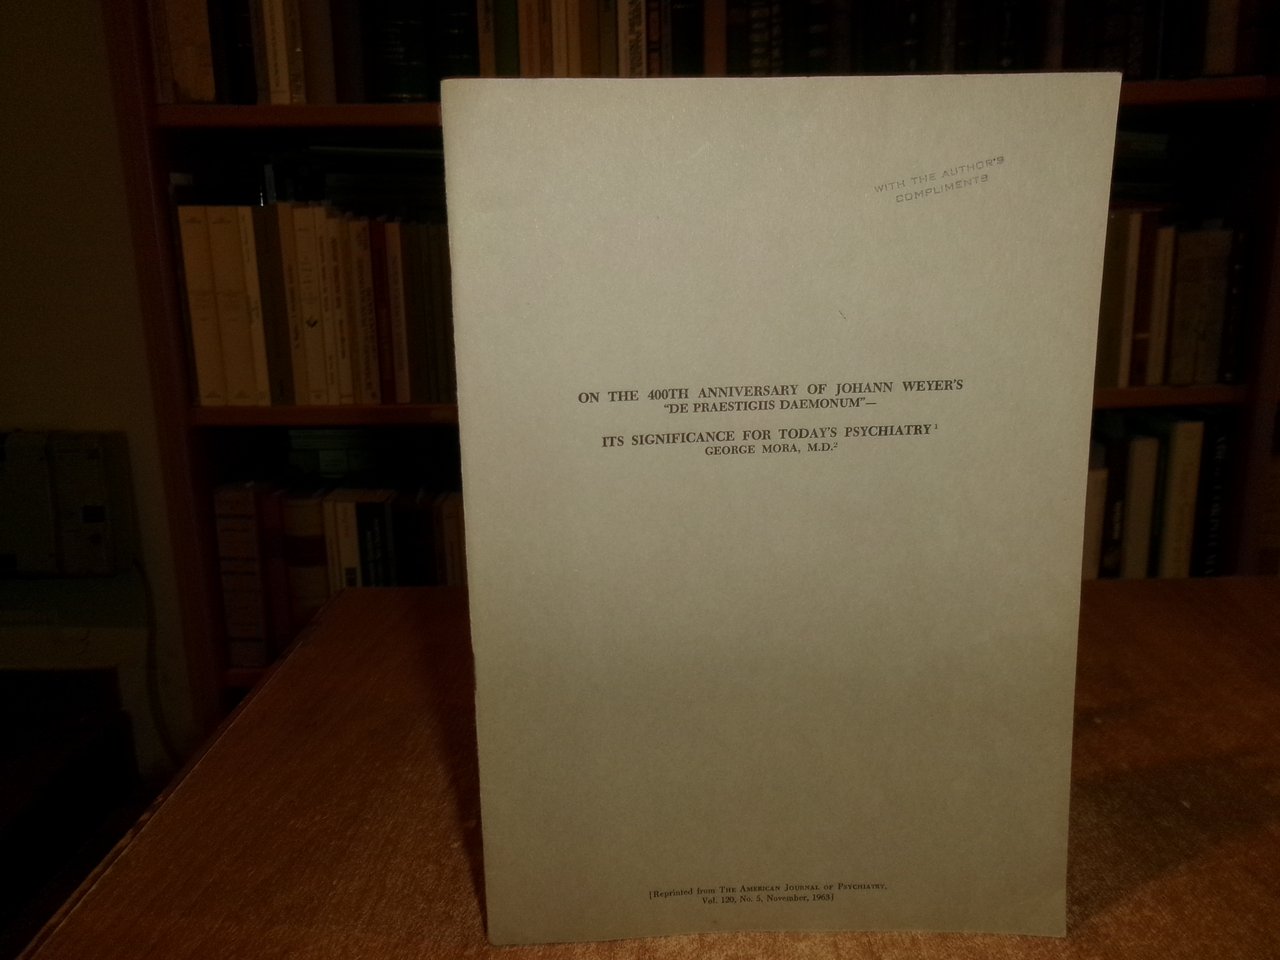 WITH THE AUTHOR'S
COMPLIMENTS
ON THE 400TH ANNIVERSARY OF JOHANN WEYER'S
"DE PRAESTIGIIS DAEMONUM"—
ITS SIGNIFICANCE FOR TODAY'S PSYCHIATRY¹
GEORGE MORA, M.D.²
[Reprinted from THE AMERICAN JOURNAL OF PSYCHIATRY,
Vol. 120, No. 5, November, 1963]